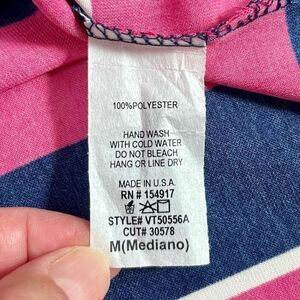 100%POLYESTER
HAND WASH
WITH COLD WATER
DO NOT BLEACH
HANG OR LINE DRY
MADE IN U.S.A.
RN # 154917
STYLE# VT50556A
CUT# 30578
M(Mediano)